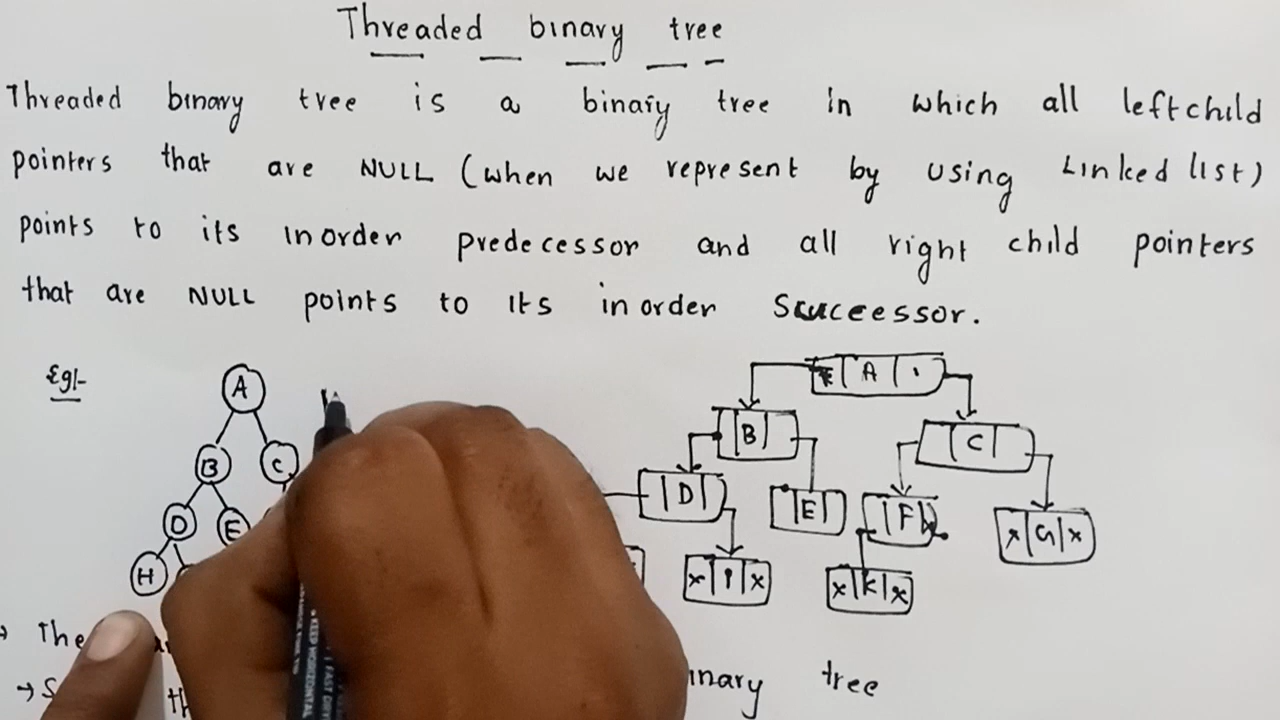 Threaded binary tree
Threaded binary tree is a binary tree in which all leftchild
pointers that are NULL (when we represent by using Linked list)
points to its inorder predecessor and all right child pointers
that are NULL points to its inorder Successor.
Eg/-
A
A
B
B
C
C
D
D
E
E
F
x G x
H
x I x
x K x
→ The
inary tree
→ S
th